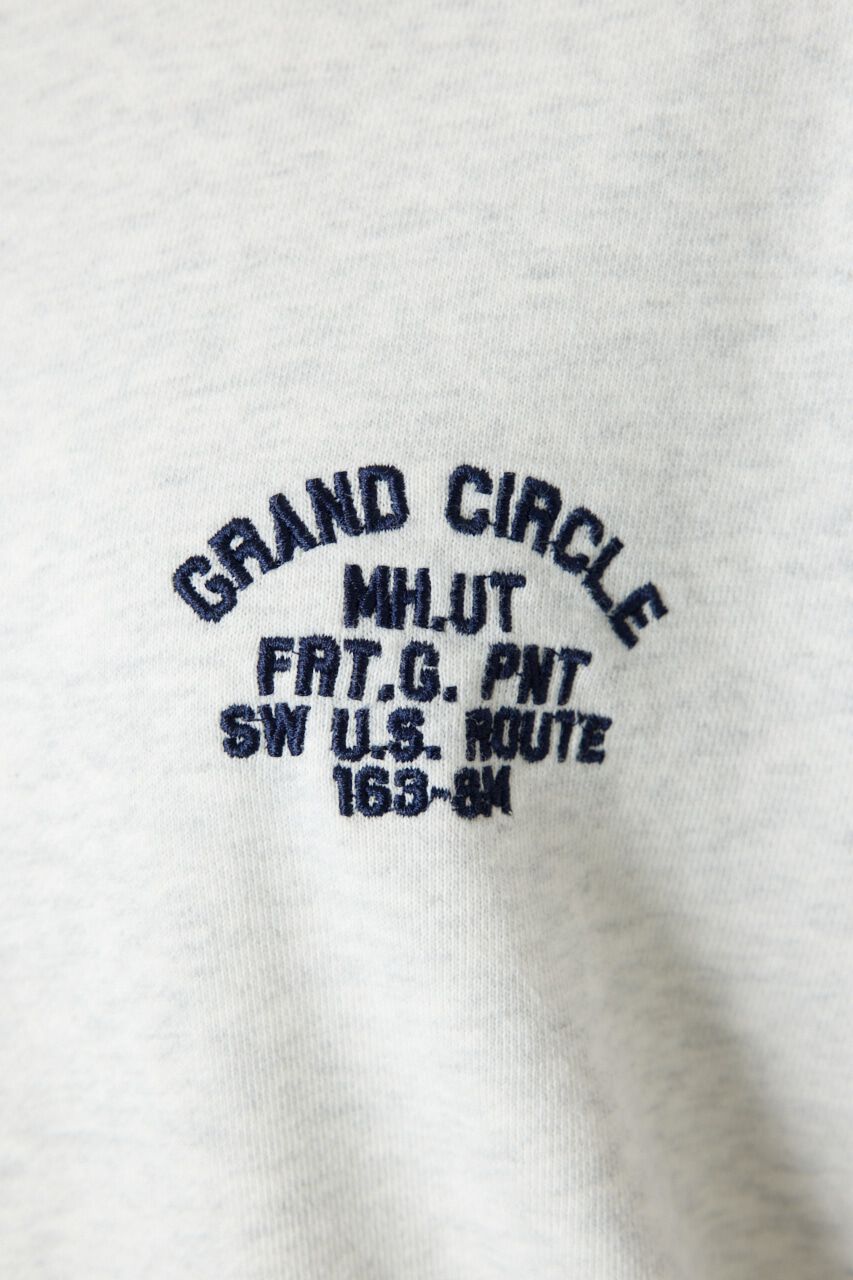 GRAND CIRCLE
MH.UT
FRT.G. PNT
SW U.S. ROUTE
163-8M